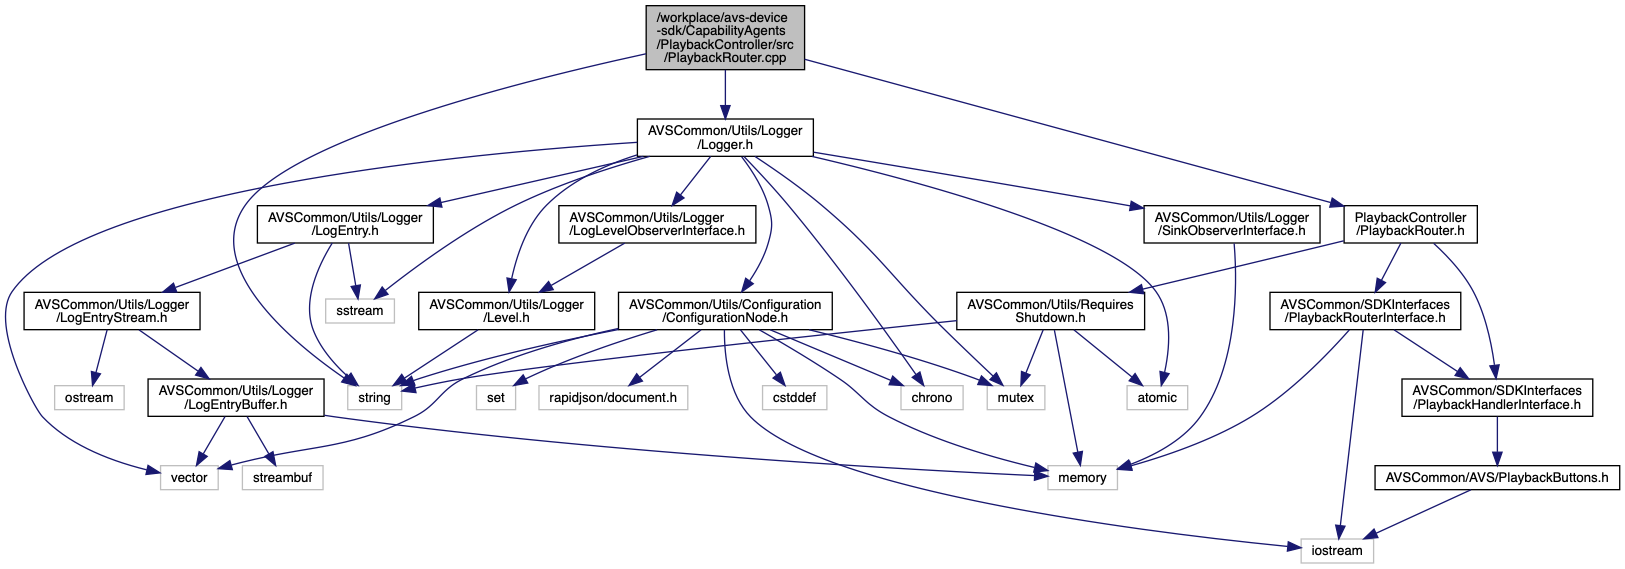 /workplace/avs-device
-sdk/CapabilityAgents
/PlaybackController/src
/PlaybackRouter.cpp
AVSCommon/Utils/Logger
/Logger.h
AVSCommon/Utils/Logger
/LogEntry.h
AVSCommon/Utils/Logger
/LogLevelObserverInterface.h
AVSCommon/Utils/Logger
/SinkObserverInterface.h
PlaybackController
/PlaybackRouter.h
AVSCommon/Utils/Logger
/LogEntryStream.h
sstream
AVSCommon/Utils/Logger
/Level.h
AVSCommon/Utils/Configuration
/ConfigurationNode.h
AVSCommon/Utils/Requires
Shutdown.h
AVSCommon/SDKInterfaces
/PlaybackRouterInterface.h
ostream
AVSCommon/Utils/Logger
/LogEntryBuffer.h
string
set
rapidjson/document.h
cstddef
chrono
mutex
atomic
AVSCommon/SDKInterfaces
/PlaybackHandlerInterface.h
vector
streambuf
memory
AVSCommon/AVS/PlaybackButtons.h
iostream